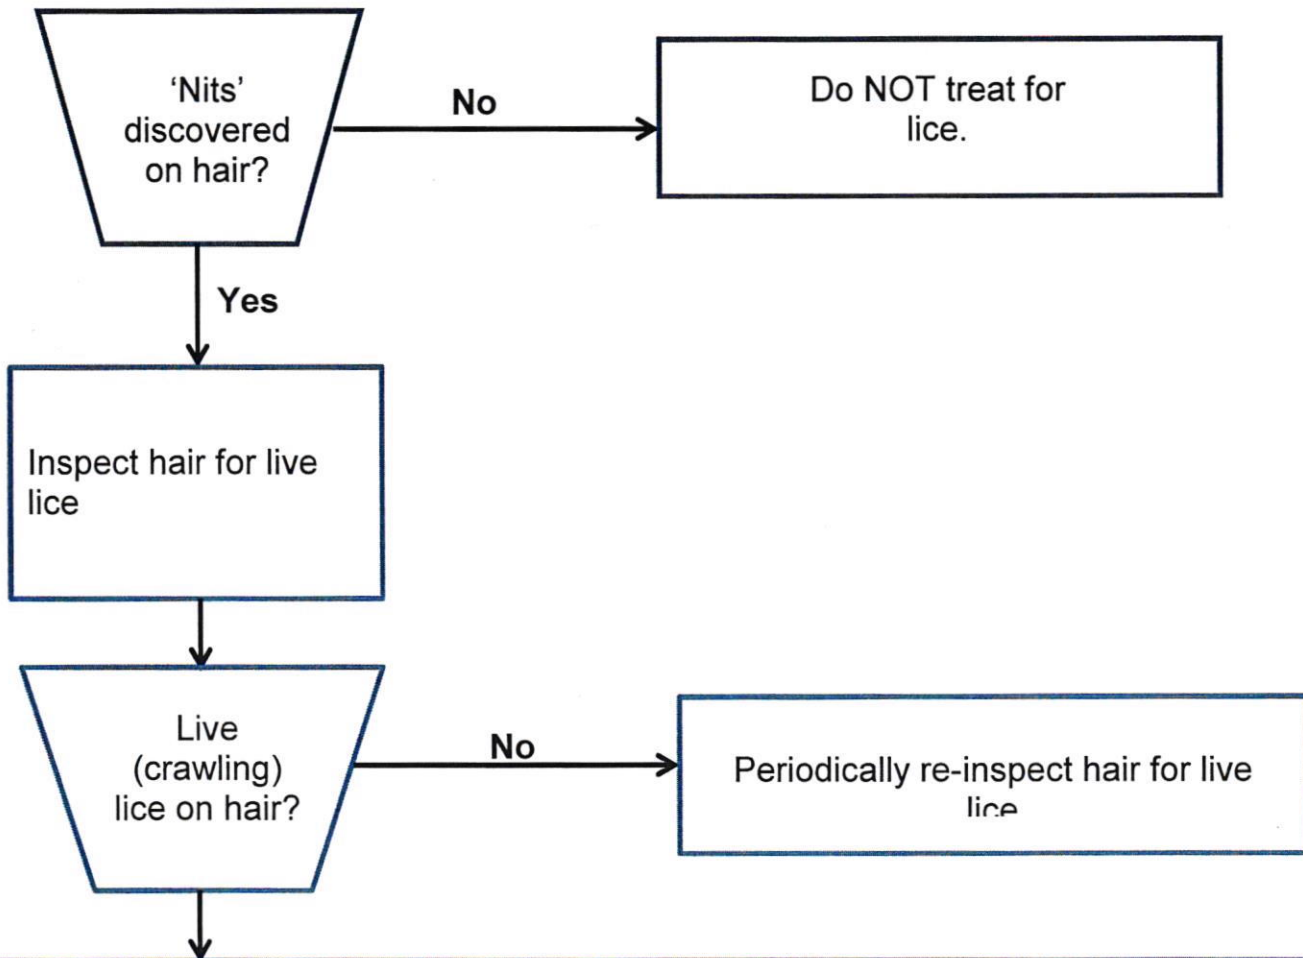 ‘Nits’
discovered
on hair?
No
Do NOT treat for
lice.
Yes
Inspect hair for live
lice
Live
(crawling)
lice on hair?
No
Periodically re-inspect hair for live
lice